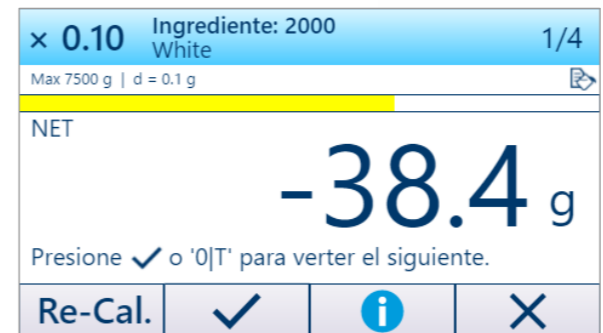 × 0.10 Ingrediente: 2000 1/4
White
Max 7500 g | d = 0.1 g
NET
-38.4 g
Presione ✓ o '0|T' para verter el siguiente.
Re-Cal. ✓ i ×